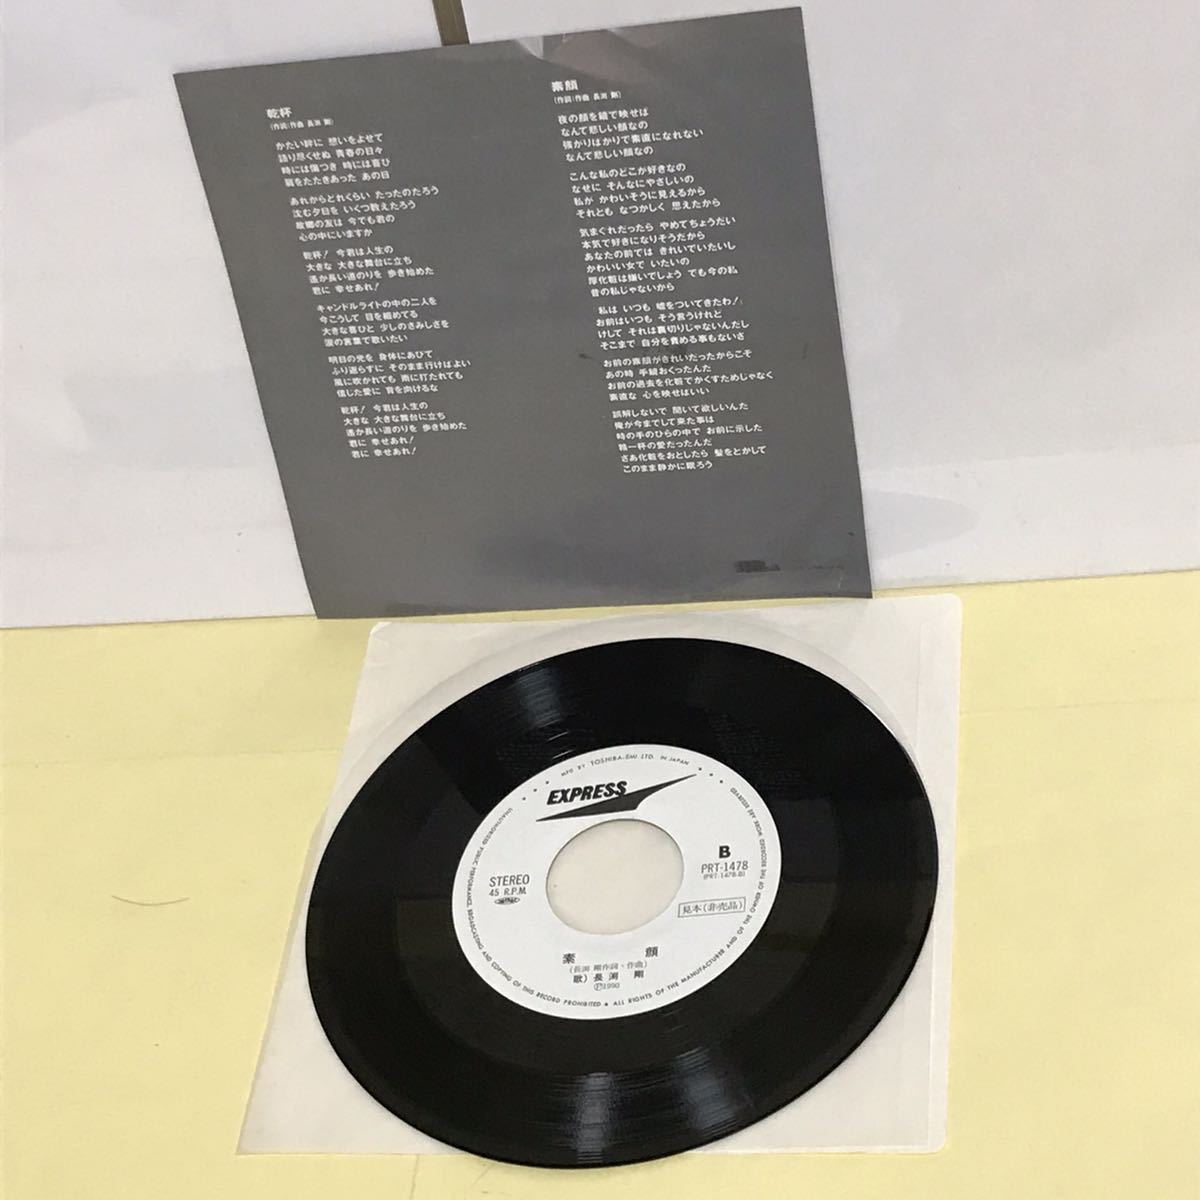 乾杯
(作詞:作曲 長渕 剛)
かたい絆に 想いをよせて
語り尽くせぬ 青春の日々
時には傷つき 時には喜び
肩をたたきあった あの日
あれからどれくらい たったのだろう
沈む夕日を いくつ数えたろう
故郷の友は 今でも君の
心の中にいますか
乾杯! 今君は人生の
大きな 大きな舞台に立ち
遥か長い道のりを 歩き始めた
君に 幸せあれ!
キャンドルライトの中の二人を
今こうして 目を細めてる
大きな喜びと 少しのさみしさを
涙の言葉で歌いたい
明日の光を 身体にあびて
ふり返らずに そのまま行けばよい
風に吹かれても 雨に打たれても
信じた愛に 背を向けるな
乾杯! 今君は人生の
大きな 大きな舞台に立ち
遥か長い道のりを 歩き始めた
君に 幸せあれ!
君に 幸せあれ!
素顔
(作詞:作曲 長渕 剛)
夜の顔を鏡で映せば
なんて悲しい顔なの
強がりばかりで素直になれない
なんて悲しい顔なの
こんな私のどこが好きなの
なぜに そんなにやさしいの
私が かわいそうに見えるから
それとも なつかしく 思えたから
気まぐれだったら やめてちょうだい
本気で好きになりそうだから
あなたの前では きれいでいたいし
かわいい女で いたいの
厚化粧は嫌いでしょう でも今の私
昔の私じゃないから
私は いつも 嘘をついてきたわ!
お前はいつも そう言うけれど
けして それは裏切りじゃないんだし
そこまで 自分を責める事もないさ
お前の素顔がきれいだったからこそ
あの時 手紙おくったんだ
お前の過去を化粧でかくすためじゃなく
素直な 心を映せばいい
誤解しないで 聞いて欲しいんだ
俺が今までして来た事は
時の手のひらの中で お前に示した
精一杯の愛だったんだ
さあ化粧をおとしたら 髪をとかして
このまま静かに眠ろう
MFG BY TOSHIBA-EMI LTD. IN JAPAN
EXPRESS
STEREO
45 R.P.M.
B
PRT-1478
(PRT-1478-B)
見本(非売品)
素 顔
(長渕 剛作詞・作曲)
歌) 長渕 剛
Ⓟ1990
UNAUTHORISED PUBLIC PERFORMANCE, BROADCASTING AND COPYING OF THIS RECORD PROHIBITED ★ ALL RIGHTS OF THE MANUFACTURER AND OF THE OWNER OF THE RECORDED WORK ARE RESERVED